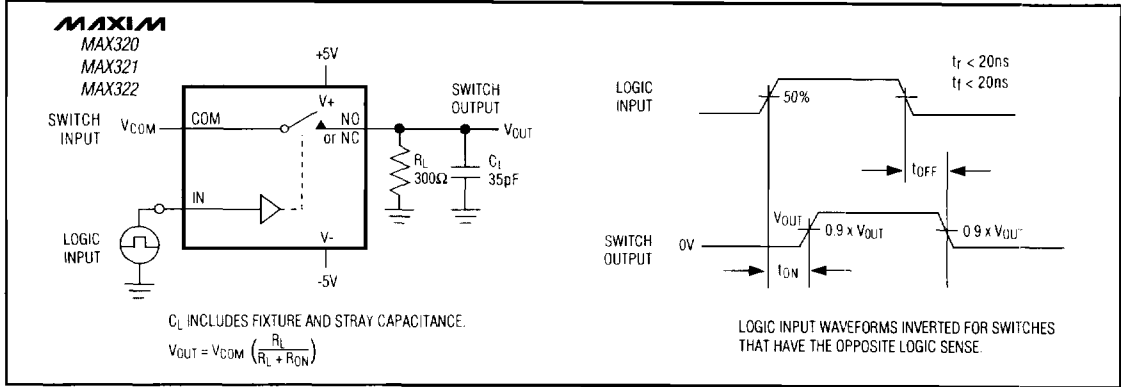 MAXIM
MAX320
MAX321
MAX322
+5V
V+
SWITCH
INPUT
VCOM
COM
NO
or NC
SWITCH
OUTPUT
VOUT
RL
300Ω
CL
35pF
IN
LOGIC
INPUT
V-
-5V
CL INCLUDES FIXTURE AND STRAY CAPACITANCE.
VOUT = VCOM (RL / RL + RON)
LOGIC
INPUT
50%
tr < 20ns
tf < 20ns
tOFF
SWITCH
OUTPUT
0V
VOUT
0.9 x VOUT
0.9 x VOUT
tON
LOGIC INPUT WAVEFORMS INVERTED FOR SWITCHES
THAT HAVE THE OPPOSITE LOGIC SENSE.